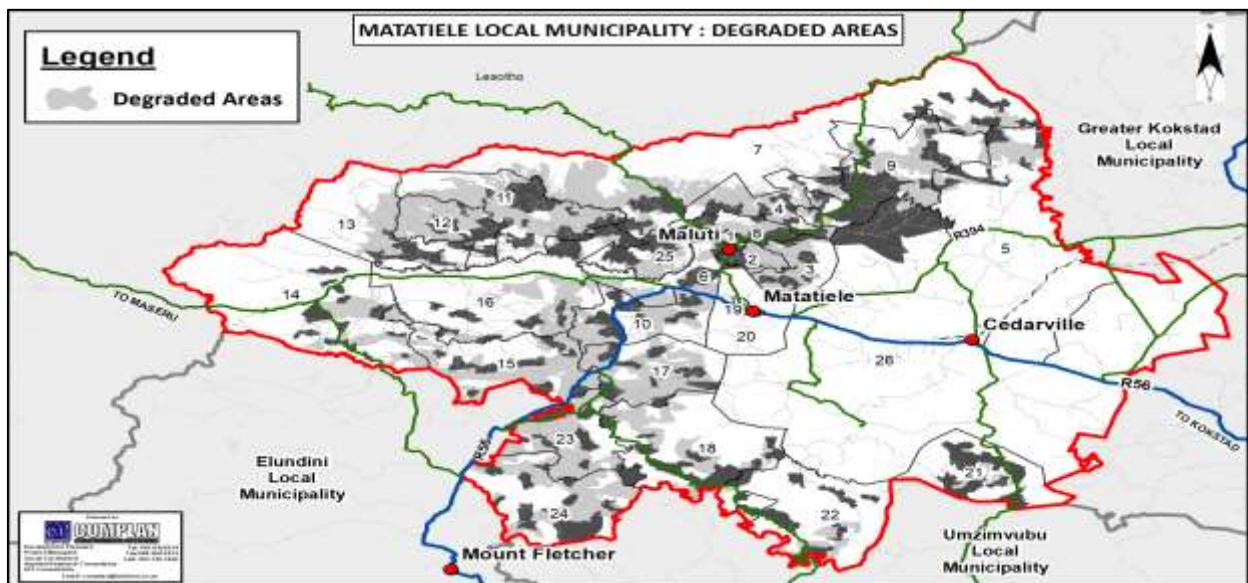 MATATIELE LOCAL MUNICIPALITY : DEGRADED AREAS
Legend
Degraded Areas
N
Lesotho
Greater Kokstad
Local
Municipality
7
9
4
11
12
13
8
Maluti
1
2
3
25
R394
5
6
14
TO MASERU
16
Matatiele
19
10
20
Cedarville
26
15
17
R56
TO KOKSTAD
R56
23
18
21
Elundini
Local
Municipality
24
22
Umzimvubu
Local
Municipality
Mount Fletcher